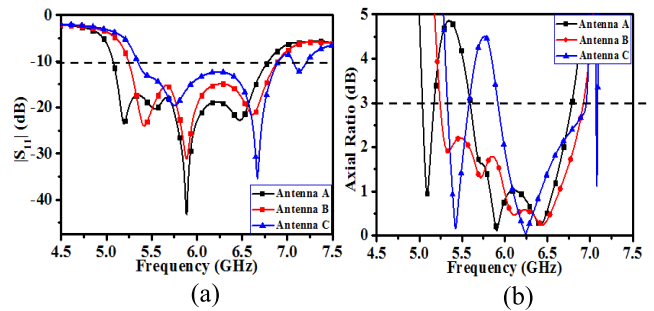 0
-10
-20
-30
-40
|S11| (dB)
Antenna A
Antenna B
Antenna C
4.5 5.0 5.5 6.0 6.5 7.0 7.5
Frequency (GHz)
(a)
5
4
3
2
1
0
Axial Ratio (dB)
Antenna A
Antenna B
Antenna C
4.5 5.0 5.5 6.0 6.5 7.0 7.5
Frequency (GHz)
(b)